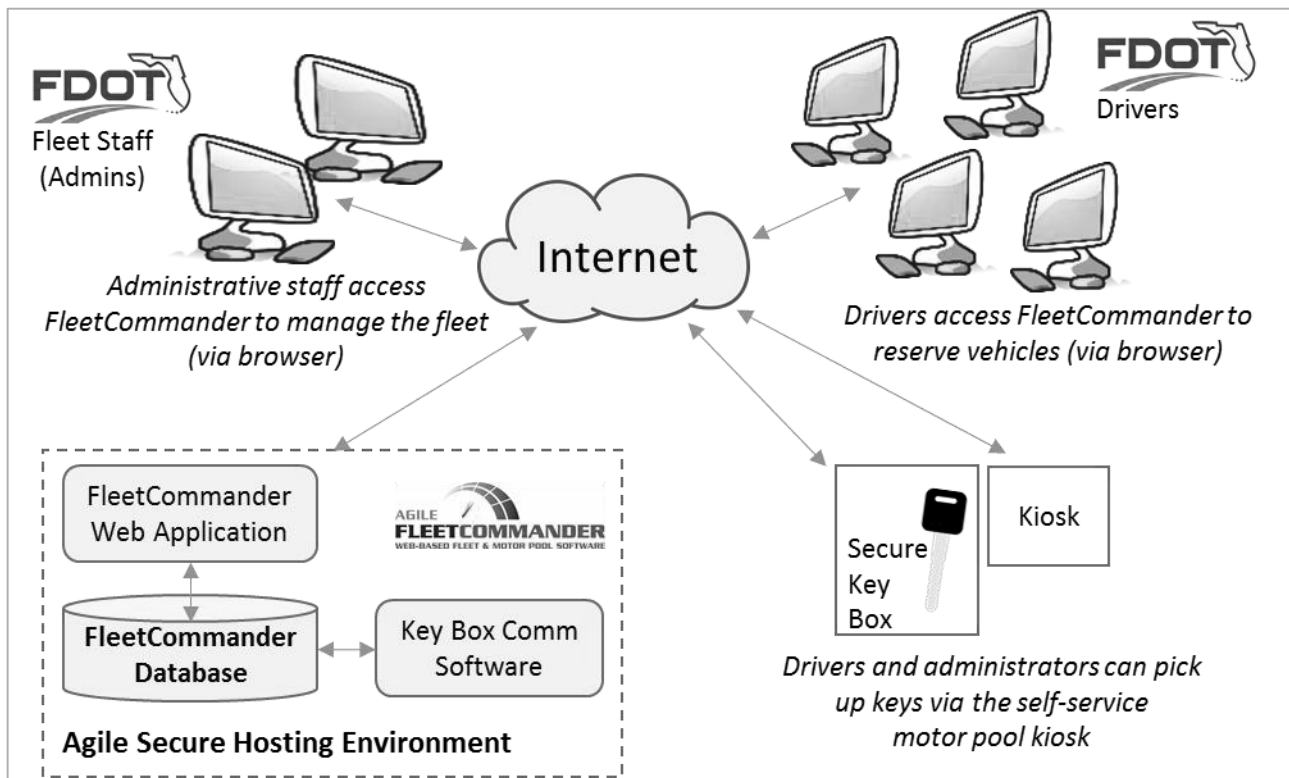 FDOT
Fleet Staff
(Admins)
FDOT
Drivers
Internet
Administrative staff access
FleetCommander to manage the fleet
(via browser)
Drivers access FleetCommander to
reserve vehicles (via browser)
FleetCommander
Web Application
AGILE
FLEETCOMMANDER
WEB-BASED FLEET & MOTOR POOL SOFTWARE
FleetCommander
Database
Key Box Comm
Software
Agile Secure Hosting Environment
Secure
Key
Box
Kiosk
Drivers and administrators can pick
up keys via the self-service
motor pool kiosk